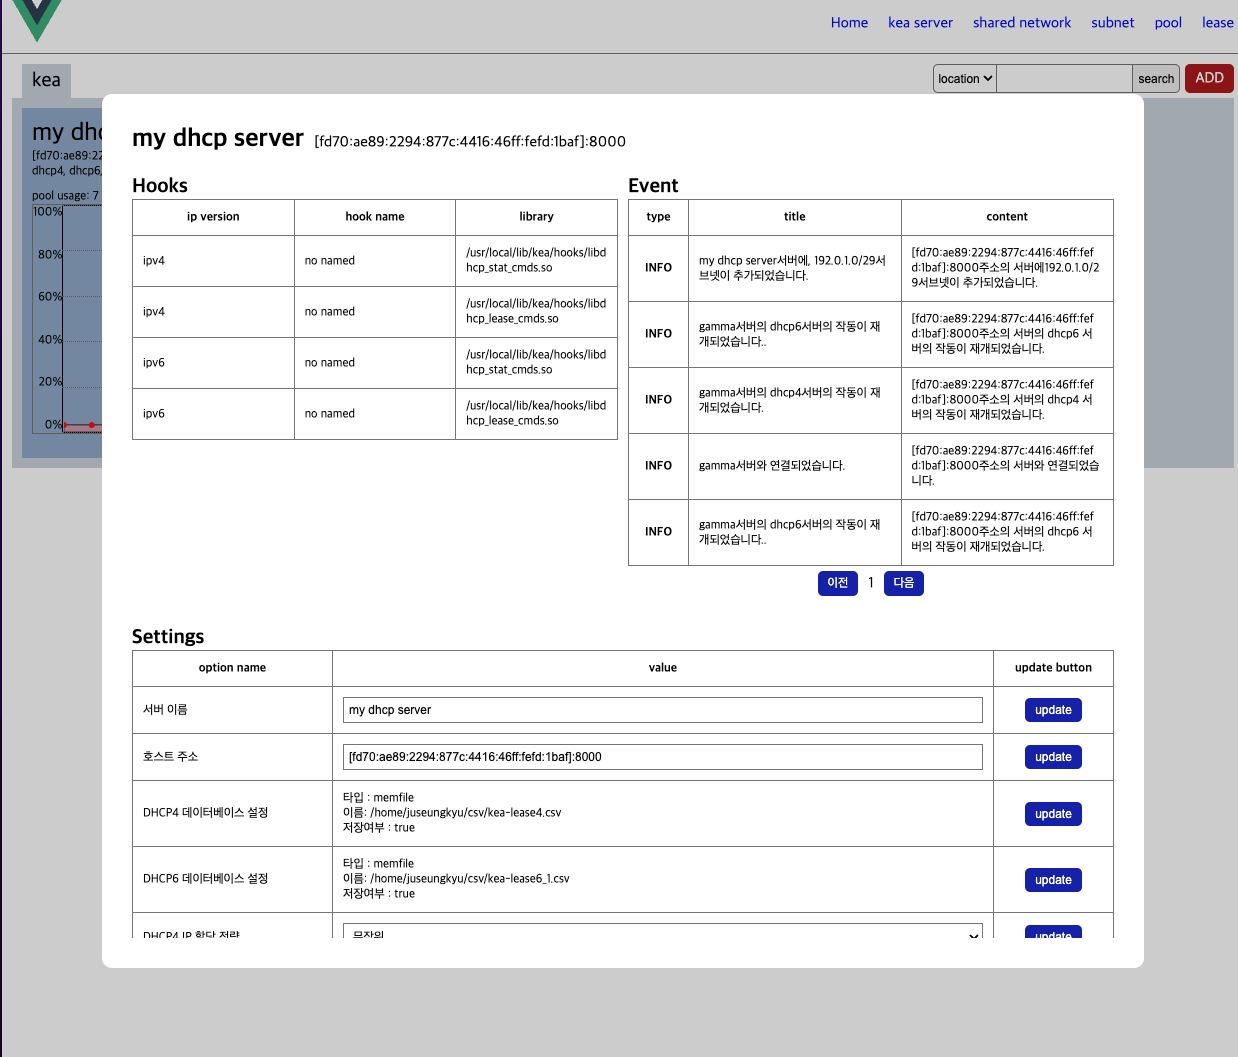 Home kea server shared network subnet pool lease
kea
location search ADD
my dhc
[fd70:ae89:22
dhcp4, dhcp6,
pool usage: 7
100%
80%
60%
40%
20%
0%
my dhcp server [fd70:ae89:2294:877c:4416:46ff:fefd:1baf]:8000
Hooks
ip version hook name library
ipv4 no named /usr/local/lib/kea/hooks/libd
hcp_stat_cmds.so
ipv4 no named /usr/local/lib/kea/hooks/libd
hcp_lease_cmds.so
ipv6 no named /usr/local/lib/kea/hooks/libd
hcp_stat_cmds.so
ipv6 no named /usr/local/lib/kea/hooks/libd
hcp_lease_cmds.so
Event
type title content
INFO
my dhcp server서버에, 192.0.1.0/29서
브넷이 추가되었습니다.
[fd70:ae89:2294:877c:4416:46ff:fef
d:1baf]:8000주소의 서버에192.0.1.0/2
9서브넷이 추가되었습니다.
INFO
gamma서버의 dhcp6서버의 작동이 재
개되었습니다..
[fd70:ae89:2294:877c:4416:46ff:fef
d:1baf]:8000주소의 서버의 dhcp6 서
버의 작동이 재개되었습니다.
INFO
gamma서버의 dhcp4서버의 작동이 재
개되었습니다.
[fd70:ae89:2294:877c:4416:46ff:fef
d:1baf]:8000주소의 서버의 dhcp4 서
버의 작동이 재개되었습니다.
INFO
gamma서버와 연결되었습니다.
[fd70:ae89:2294:877c:4416:46ff:fef
d:1baf]:8000주소의 서버와 연결되었습
니다.
INFO
gamma서버의 dhcp6서버의 작동이 재
개되었습니다..
[fd70:ae89:2294:877c:4416:46ff:fef
d:1baf]:8000주소의 서버의 dhcp6 서
버의 작동이 재개되었습니다.
이전 1 다음
Settings
option name value update button
서버 이름 my dhcp server update
호스트 주소 [fd70:ae89:2294:877c:4416:46ff:fefd:1baf]:8000 update
DHCP4 데이터베이스 설정
타입 : memfile
이름: /home/juseungkyu/csv/kea-lease4.csv
저장여부 : true
update
DHCP6 데이터베이스 설정
타입 : memfile
이름: /home/juseungkyu/csv/kea-lease6_1.csv
저장여부 : true
update
DHCP4 IP 할당 전략 무작위 update